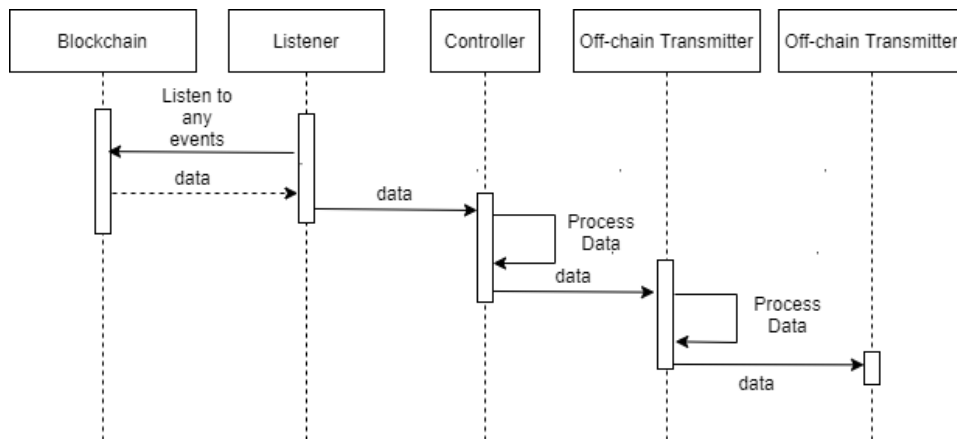 Blockchain
Listener
Controller
Off-chain Transmitter
Off-chain Transmitter
Listen to
any
events
data
data
Process
Data
data
Process
Data
data